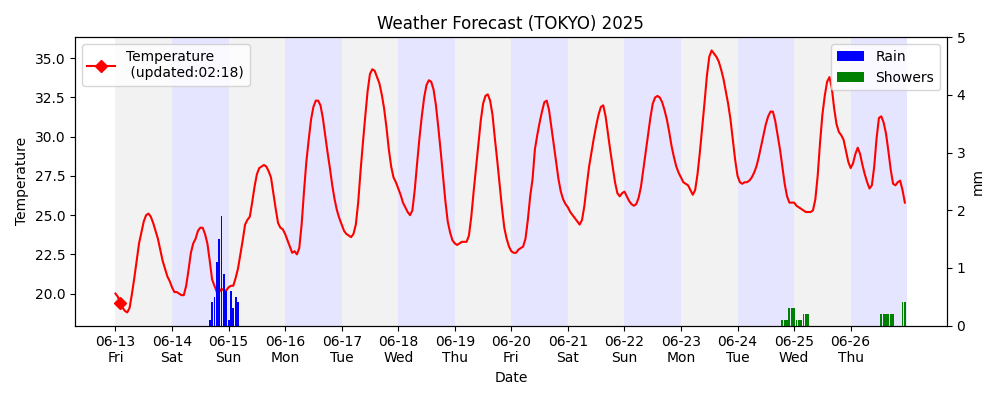 Weather Forecast (TOKYO) 2025
Temperature
(updated:02:18)
Rain
Showers
Temperature
35.0
32.5
30.0
27.5
25.0
22.5
20.0
5
4
3
2
1
0
mm
06-13 06-14 06-15 06-16 06-17 06-18 06-19 06-20 06-21 06-22 06-23 06-24 06-25 06-26
Fri Sat Sun Mon Tue Wed Thu Fri Sat Sun Mon Tue Wed Thu
Date